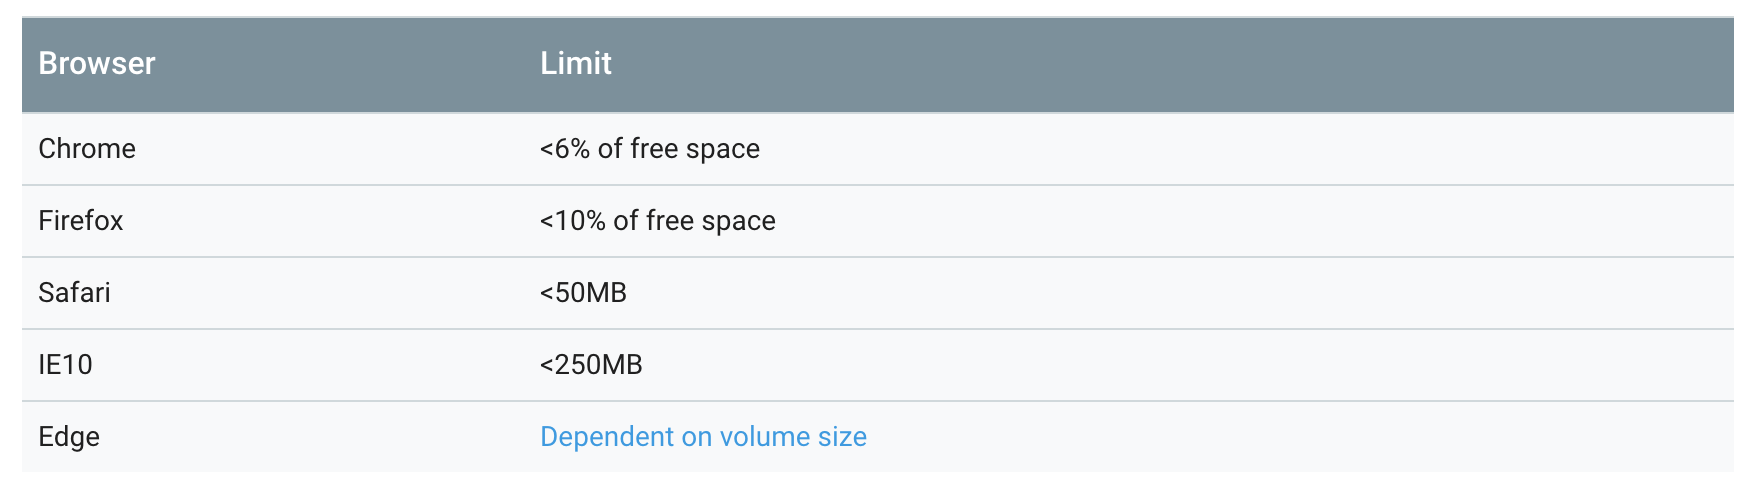 Browser Limit
Chrome <6% of free space
Firefox <10% of free space
Safari <50MB
IE10 <250MB
Edge Dependent on volume size